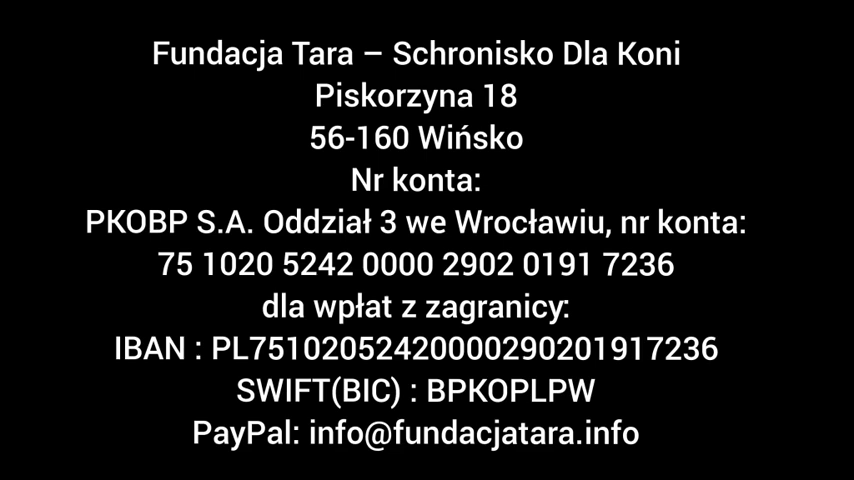 Fundacja Tara – Schronisko Dla Koni
Piskorzyna 18
56-160 Wińsko
Nr konta:
PKOBP S.A. Oddział 3 we Wrocławiu, nr konta:
75 1020 5242 0000 2902 0191 7236
dla wpłat z zagranicy:
IBAN : PL75102052420000290201917236
SWIFT(BIC) : BPKOPLPW
PayPal: info@fundacjatara.info